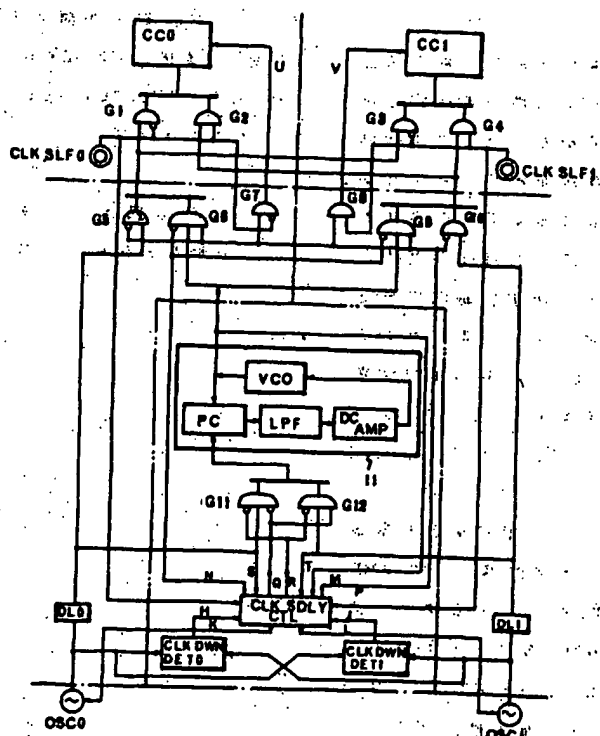 CC0
CC1
U
V
G1
G2
G3
G4
CLK SLF0
CLK SLF1
G5
G6
G7
G8
G9
VCO
PC
LPF
DC AMP
11
G11
G12
N
S
Q
R
T
M
P
CLK SDLY
CTL
H
K
DL0
DL1
CLK DWN
DET0
CLK DWN
DET1
OSC0